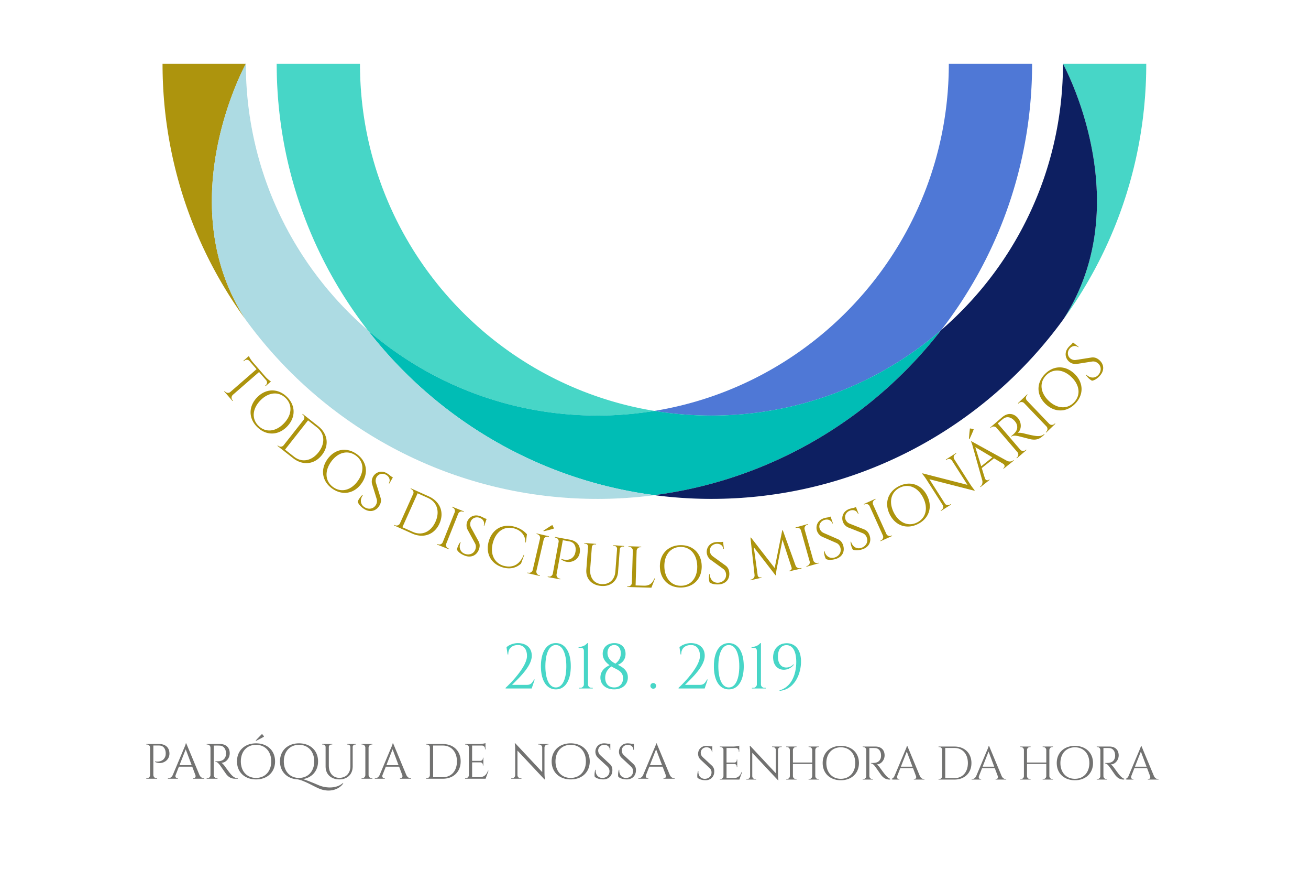 TODOS DISCÍPULOS MISSIONÁRIOS
2018 . 2019
PARÓQUIA DE NOSSA SENHORA DA HORA